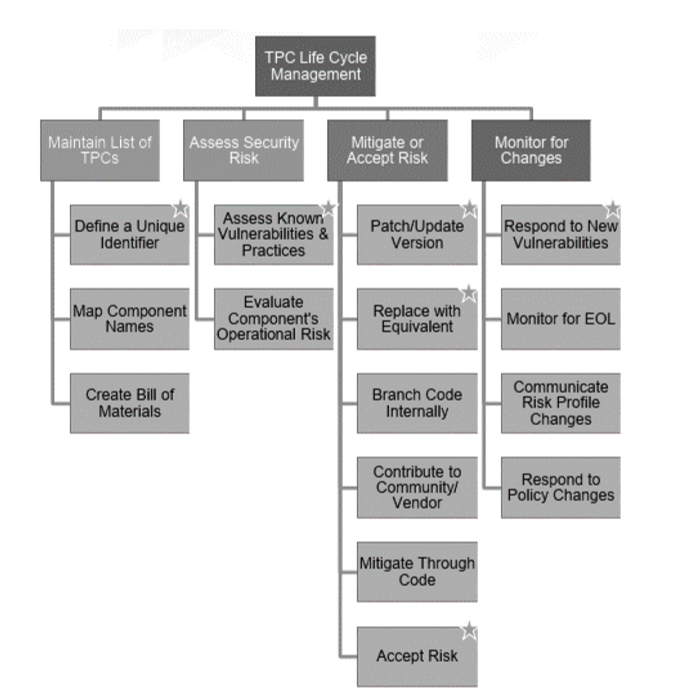 TPC Life Cycle
Management
Maintain List of
TPCs
Assess Security
Risk
Mitigate or
Accept Risk
Monitor for
Changes
Define a Unique
Identifier
Map Component
Names
Create Bill of
Materials
Assess Known
Vulnerabilities &
Practices
Evaluate
Component's
Operational Risk
Patch/Update
Version
Replace with
Equivalent
Branch Code
Internally
Contribute to
Community/
Vendor
Mitigate Through
Code
Accept Risk
Respond to New
Vulnerabilities
Monitor for EOL
Communicate
Risk Profile
Changes
Respond to
Policy Changes